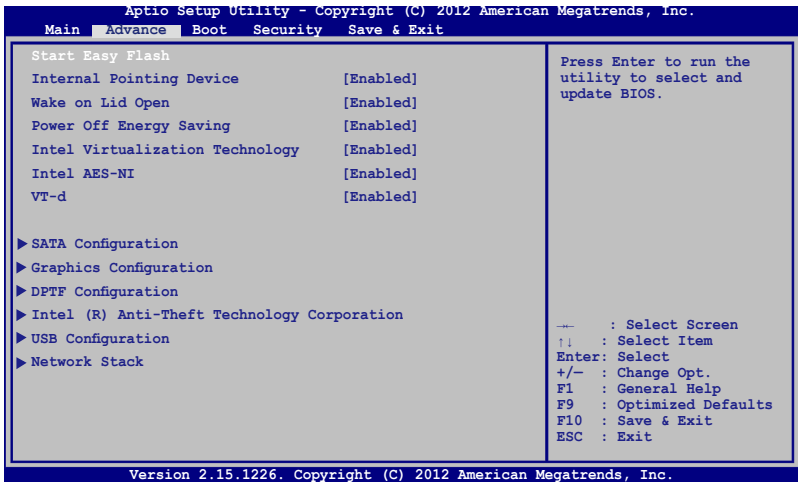 Aptio Setup Utility - Copyright (C) 2012 American Megatrends, Inc.
Main Advance Boot Security Save & Exit
Start Easy Flash
Internal Pointing Device [Enabled]
Wake on Lid Open [Enabled]
Power Off Energy Saving [Enabled]
Intel Virtualization Technology [Enabled]
Intel AES-NI [Enabled]
VT-d [Enabled]
SATA Configuration
Graphics Configuration
DPTF Configuration
Intel (R) Anti-Theft Technology Corporation
USB Configuration
Network Stack
Press Enter to run the
utility to select and
update BIOS.
→← : Select Screen
↑↓ : Select Item
Enter: Select
+/— : Change Opt.
F1 : General Help
F9 : Optimized Defaults
F10 : Save & Exit
ESC : Exit
Version 2.15.1226. Copyright (C) 2012 American Megatrends, Inc.